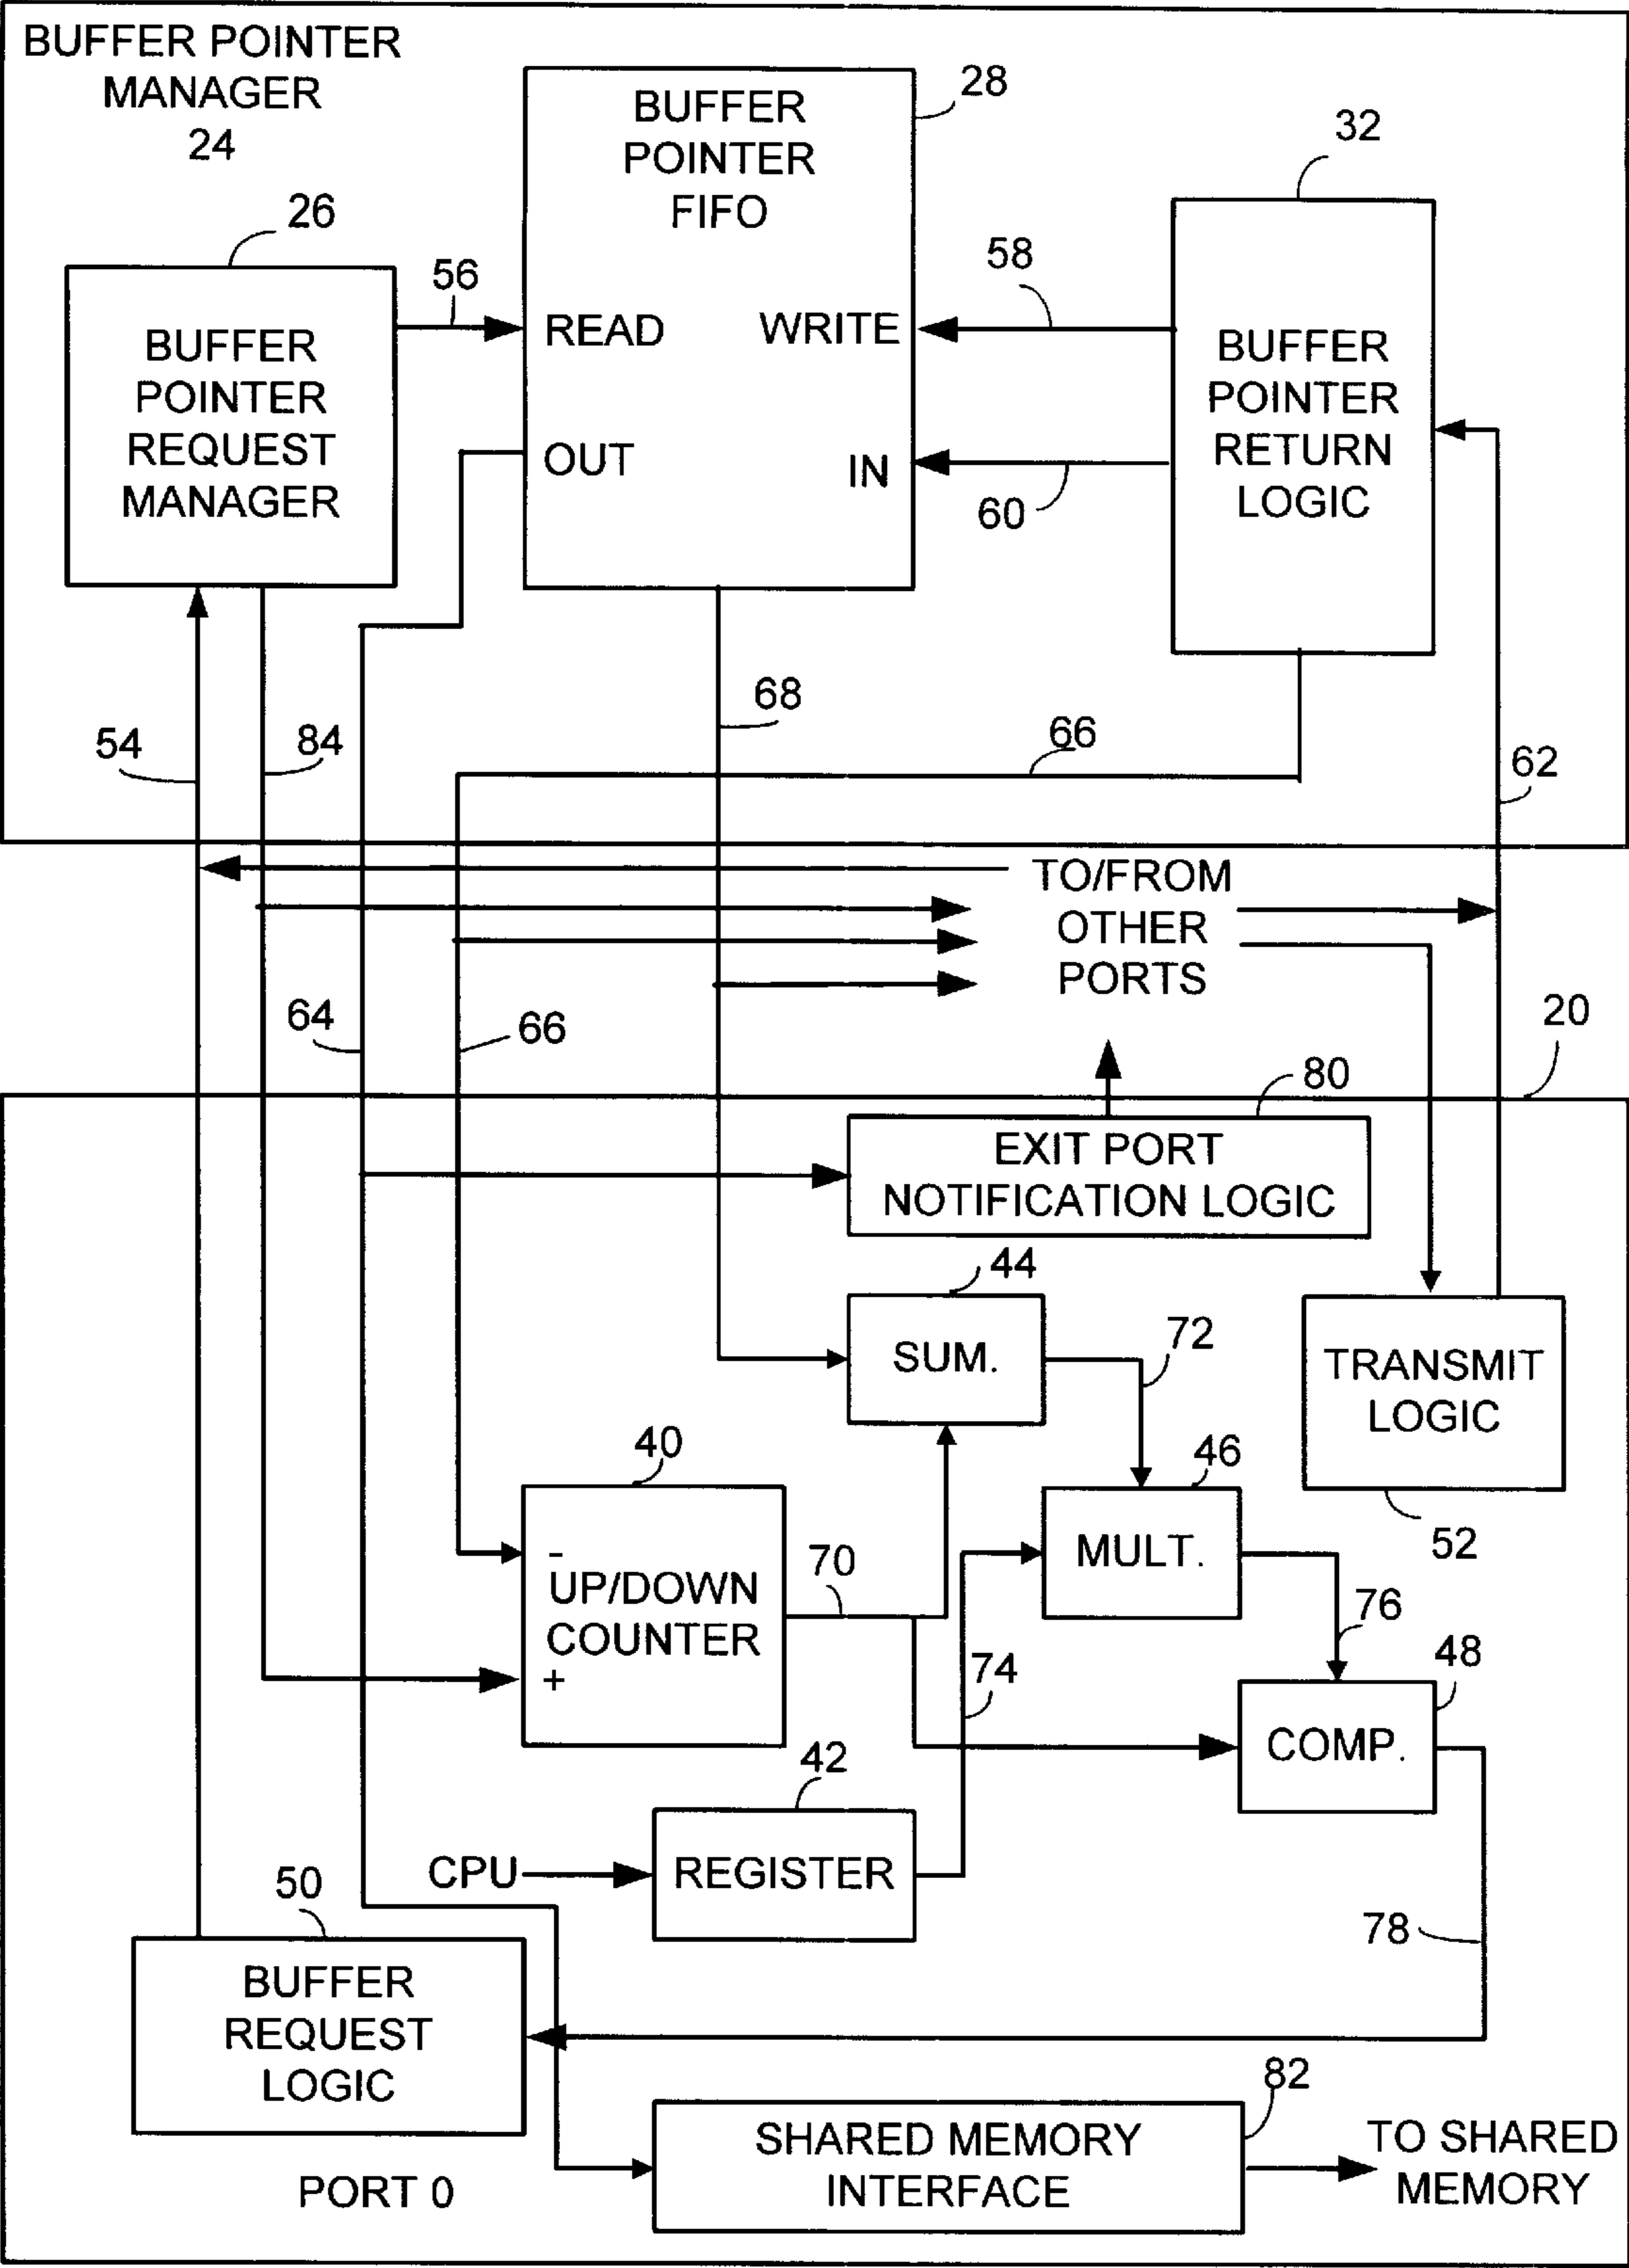 BUFFER POINTER
MANAGER
24
28
BUFFER
POINTER
FIFO
32
26
56
58
READ
WRITE
BUFFER
POINTER
REQUEST
MANAGER
BUFFER
POINTER
RETURN
LOGIC
OUT
IN
60
68
54
84
66
62
TO/FROM
OTHER
PORTS
64
66
20
80
EXIT PORT
NOTIFICATION LOGIC
44
72
SUM.
TRANSMIT
LOGIC
40
46
52
-
UP/DOWN
COUNTER
+
70
MULT.
76
74
48
COMP.
42
CPU
REGISTER
50
78
BUFFER
REQUEST
LOGIC
82
SHARED MEMORY
INTERFACE
TO SHARED
MEMORY
PORT 0